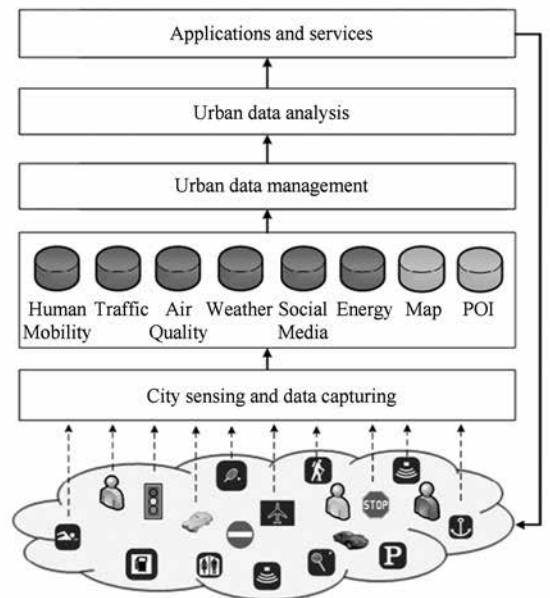 Applications and services
Urban data analysis
Urban data management
Human Traffic Air Weather Social Energy Map POI
Mobility Quality Media
City sensing and data capturing
STOP
P